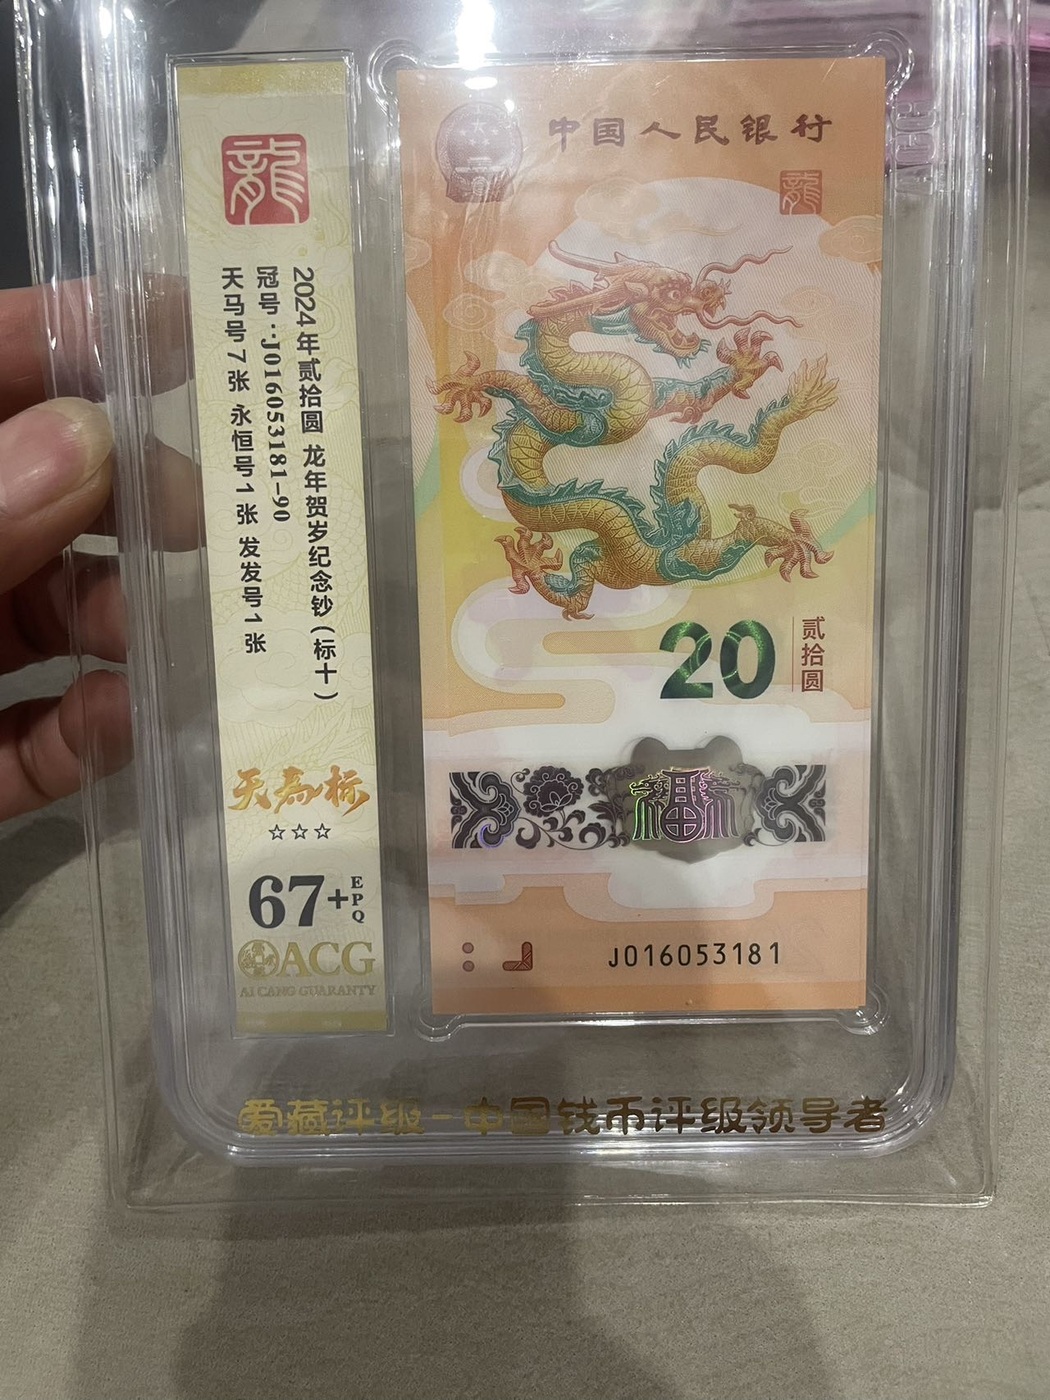 龍
2024年贰拾圆 龙年贺岁纪念钞(标十)
冠号:J016053181-90
天马号7张 永恒号1张 发发号1张
天為标
☆☆☆
67+EPQ
ACG
AI CANG GUARANTY
中国人民银行
龍
20
贰拾圆
福
J016053181
爱藏评级-中国钱币评级领导者